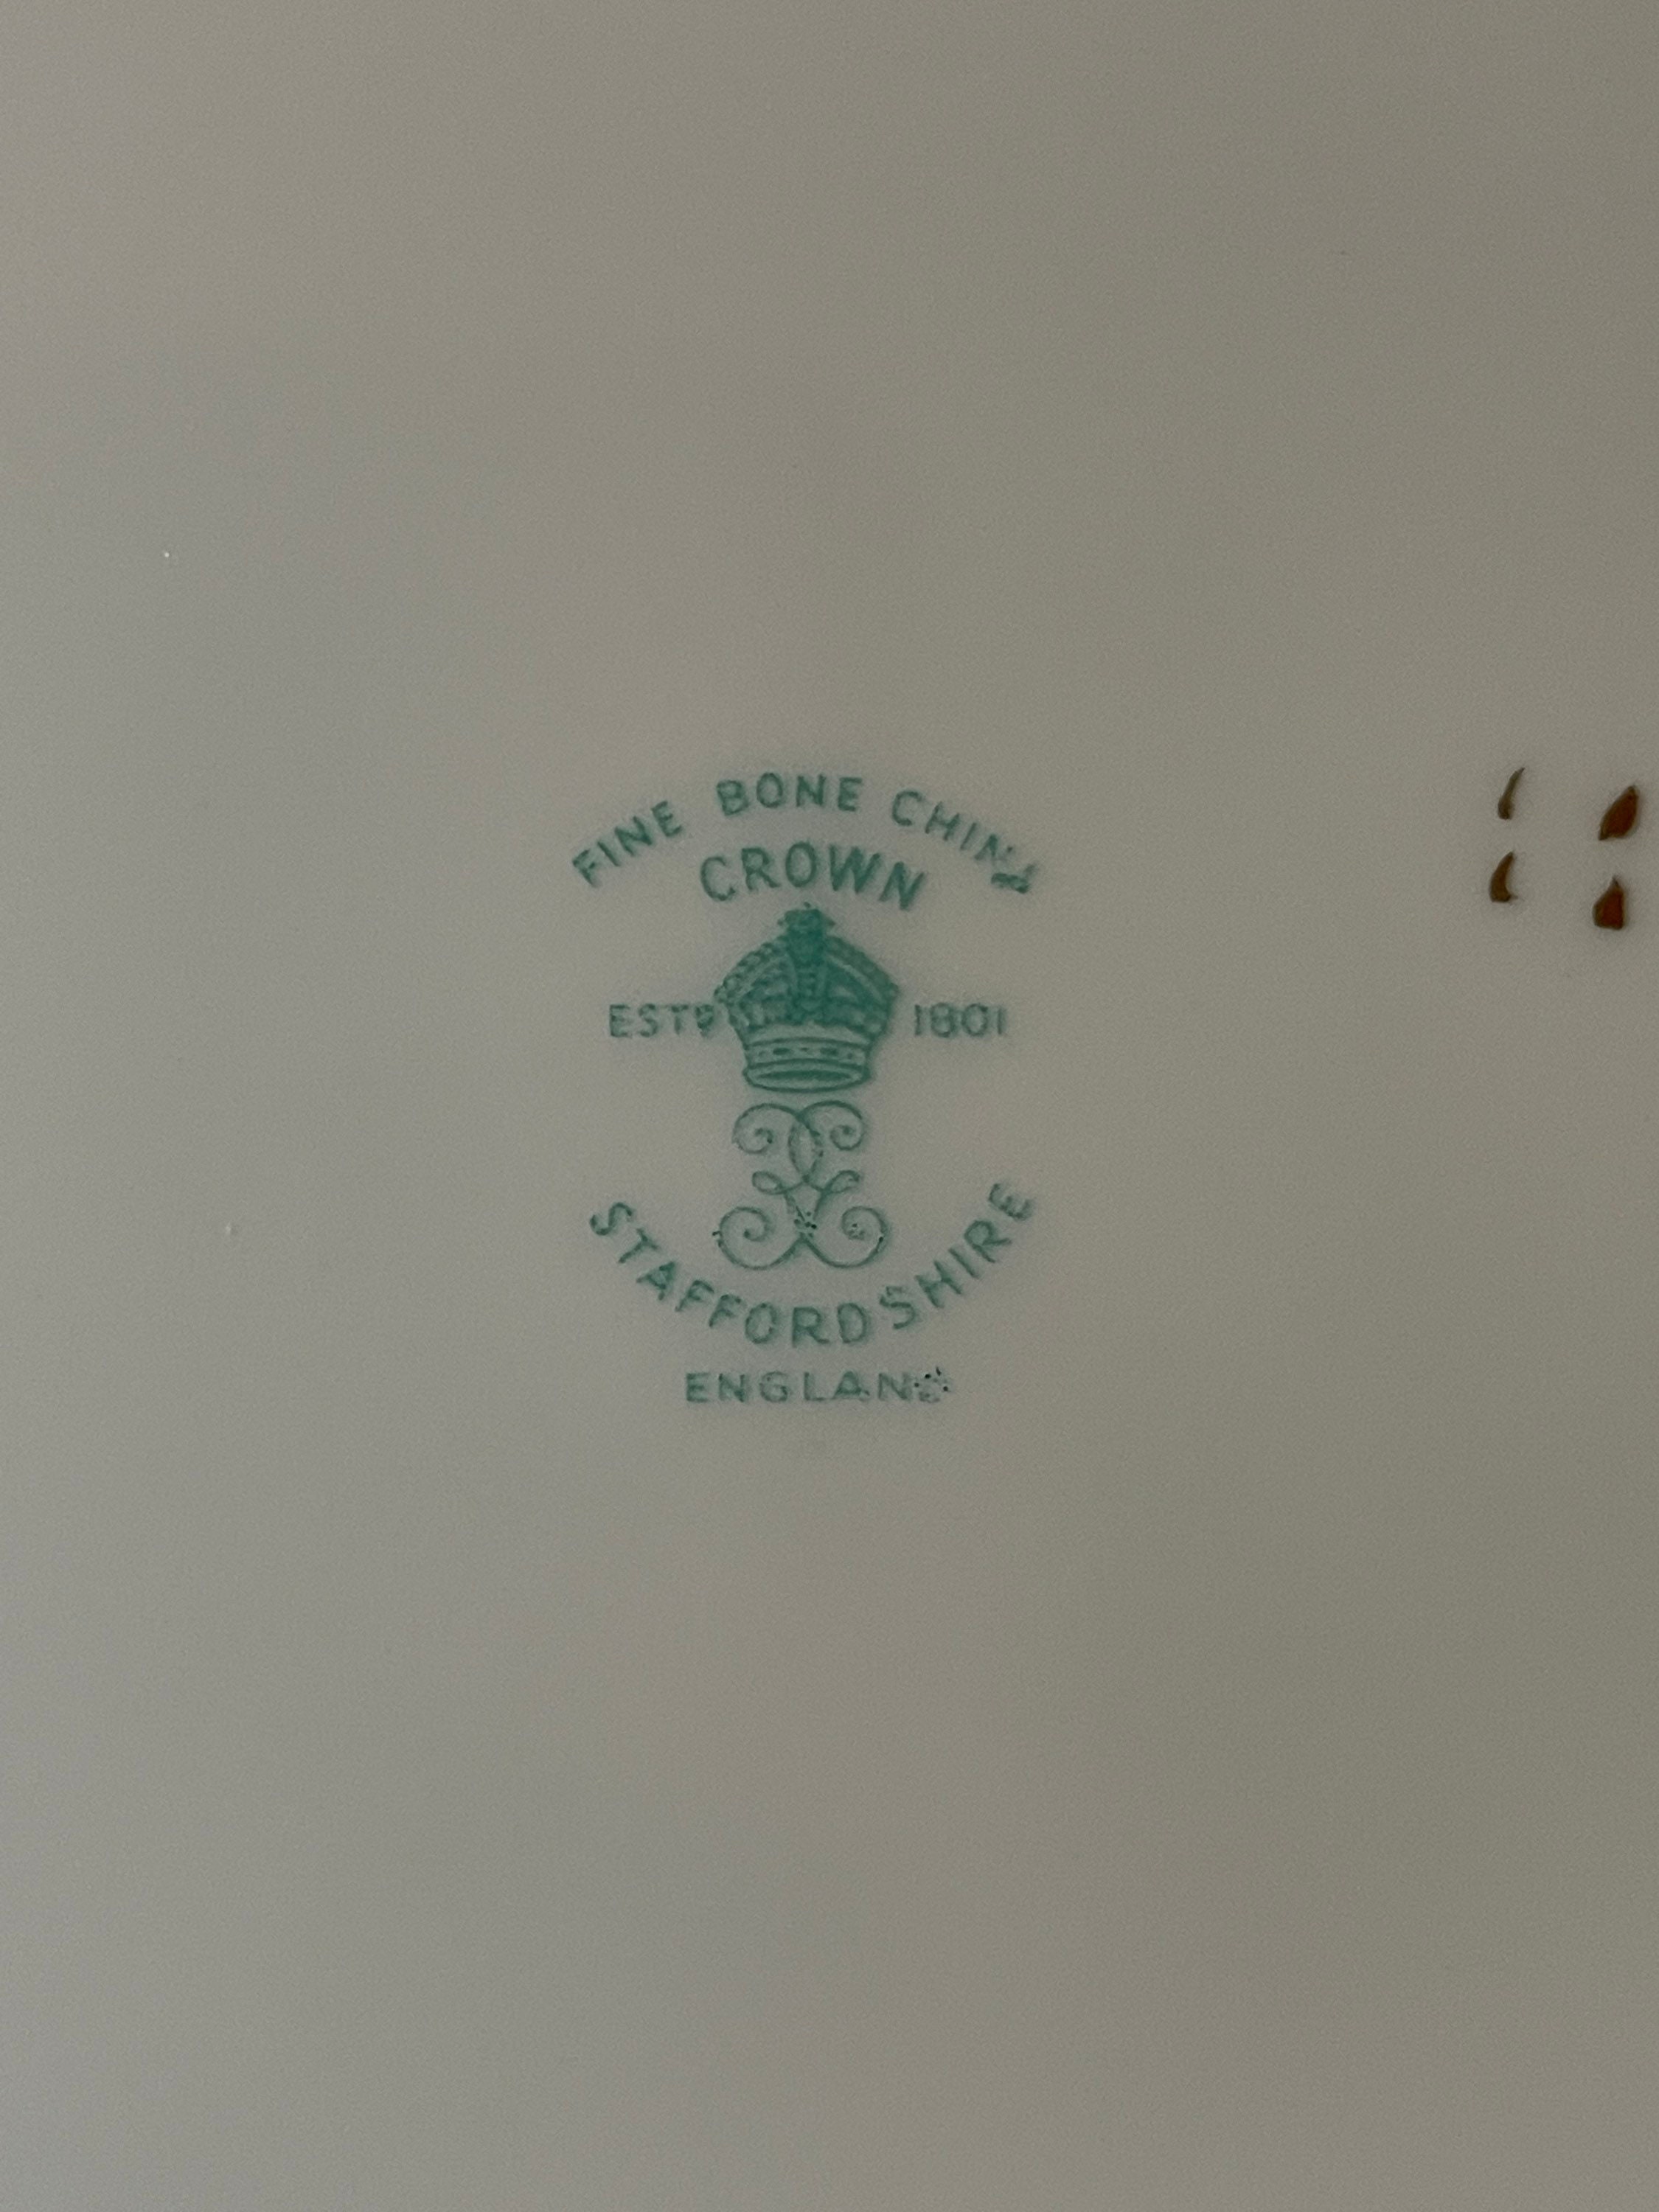 FINE BONE CHINA
CROWN
ESTD 1801
STAFFORDSHIRE
ENGLAND